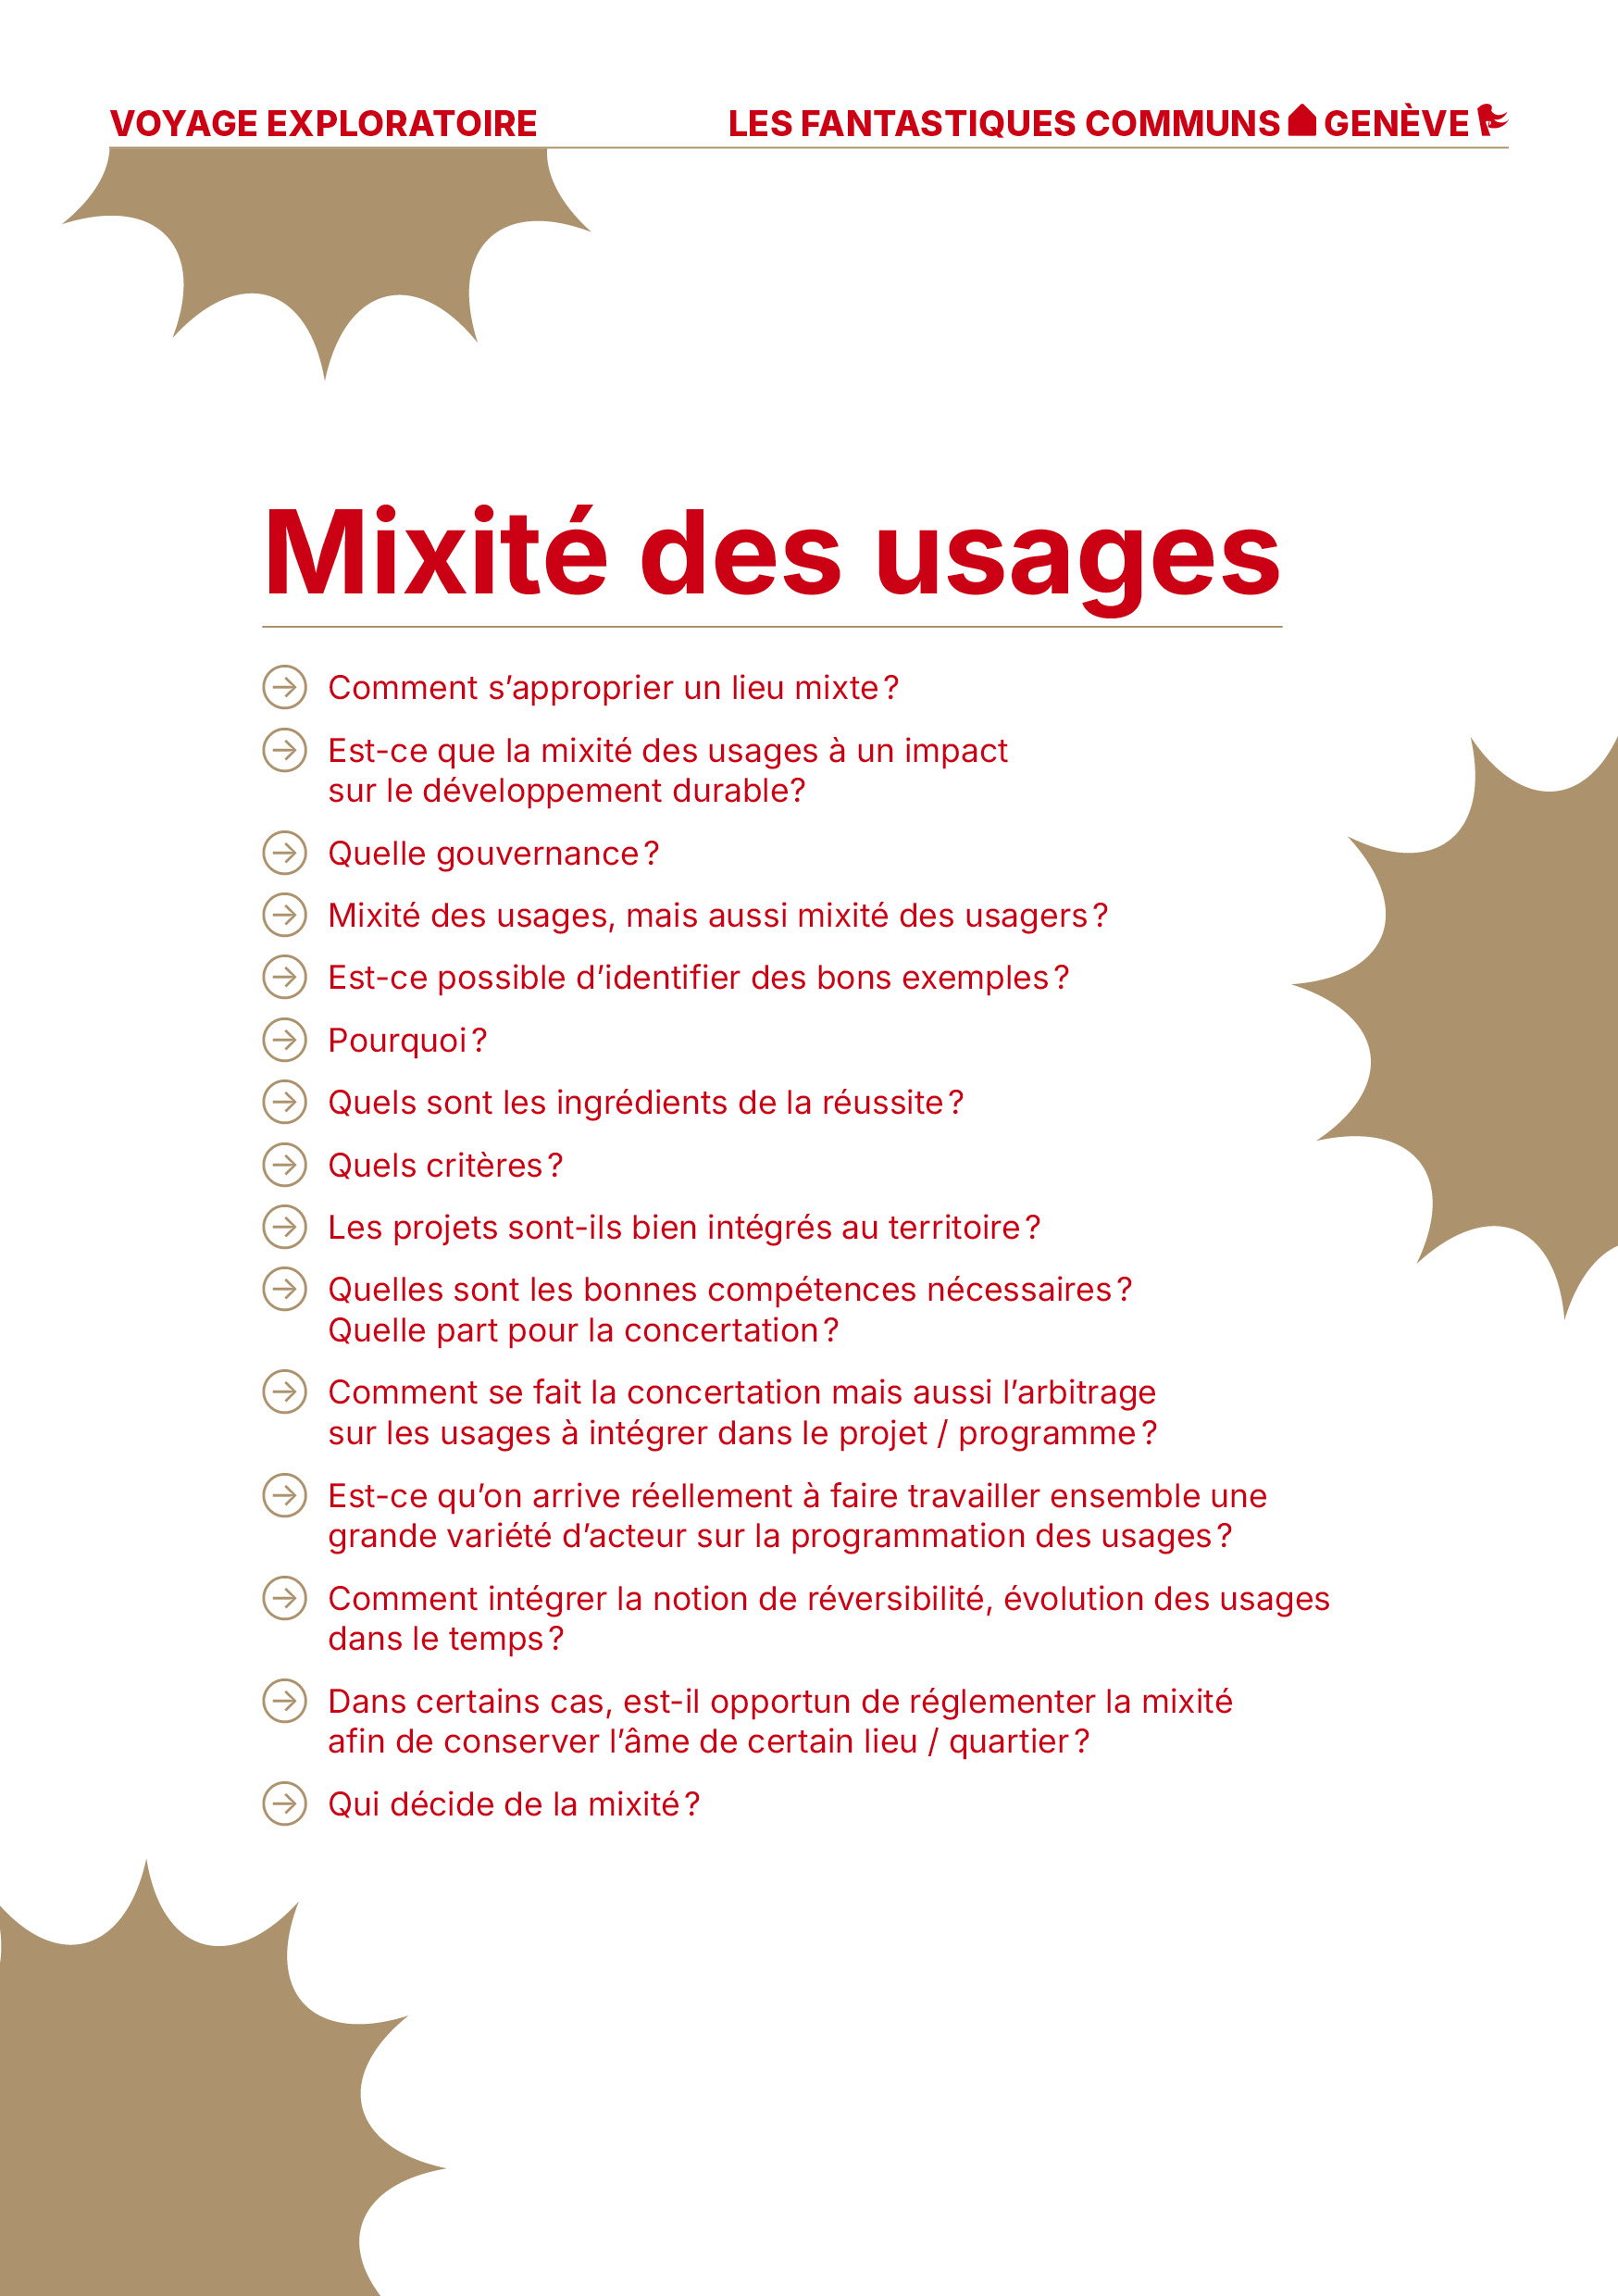 VOYAGE EXPLORATOIRE
LES FANTASTIQUES COMMUNS GENÈVE
Mixité des usages
Comment s’approprier un lieu mixte ?
Est-ce que la mixité des usages à un impact
sur le développement durable?
Quelle gouvernance ?
Mixité des usages, mais aussi mixité des usagers ?
Est-ce possible d’identifier des bons exemples ?
Pourquoi ?
Quels sont les ingrédients de la réussite ?
Quels critères ?
Les projets sont-ils bien intégrés au territoire ?
Quelles sont les bonnes compétences nécessaires ?
Quelle part pour la concertation ?
Comment se fait la concertation mais aussi l’arbitrage
sur les usages à intégrer dans le projet / programme ?
Est-ce qu’on arrive réellement à faire travailler ensemble une
grande variété d’acteur sur la programmation des usages ?
Comment intégrer la notion de réversibilité, évolution des usages
dans le temps ?
Dans certains cas, est-il opportun de réglementer la mixité
afin de conserver l’âme de certain lieu / quartier ?
Qui décide de la mixité ?